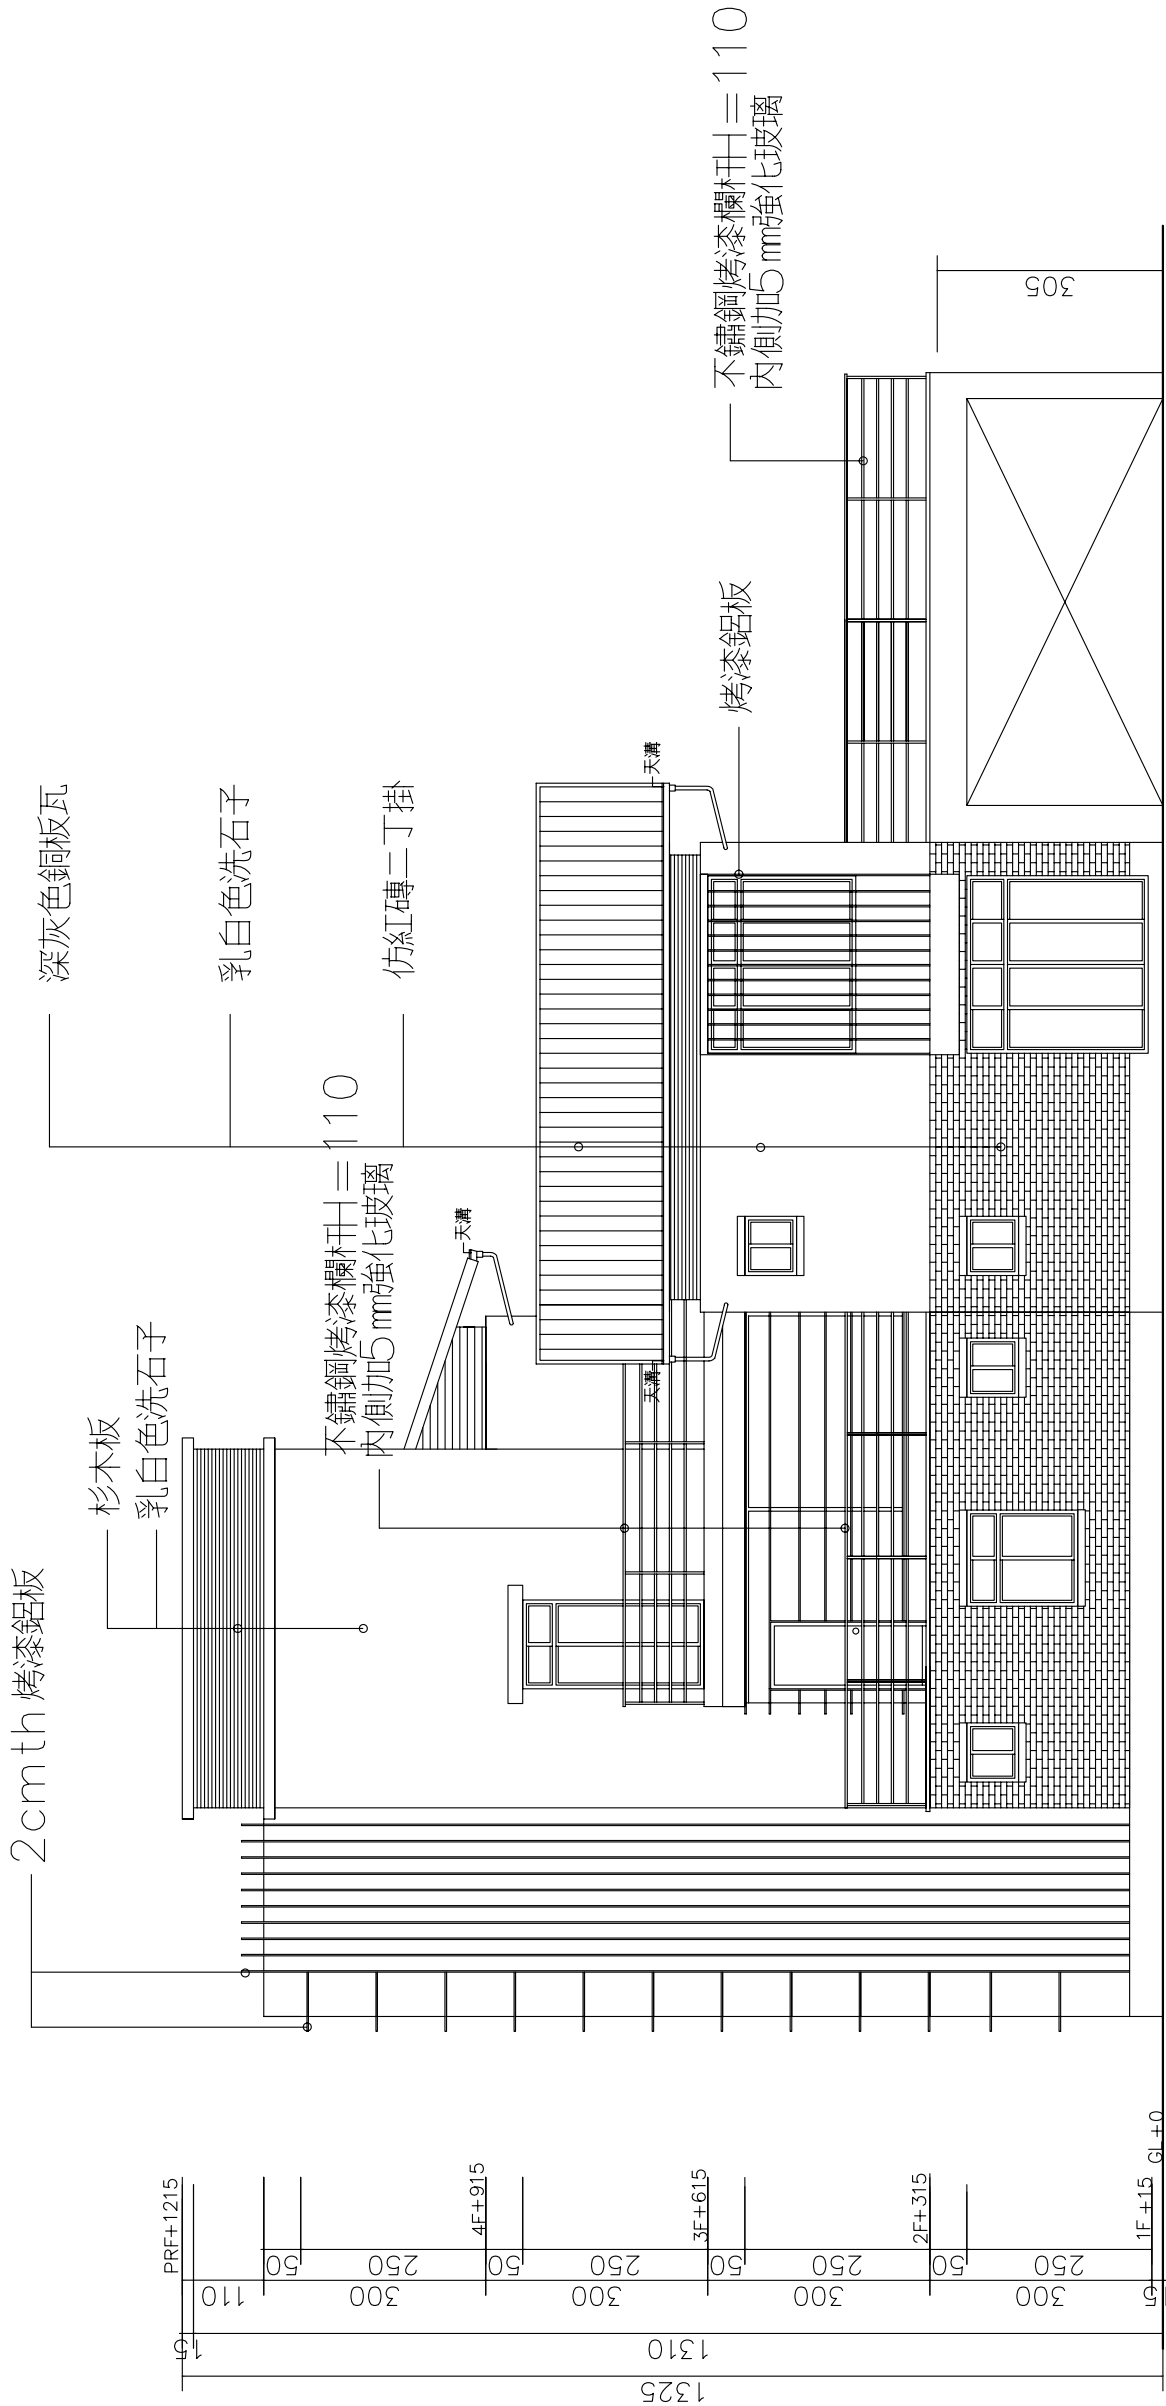 2cmth 烤漆鋁板
杉木板
乳白色洗石子
深灰色銅板瓦
乳白色洗石子
仿紅磚二丁掛
不鏽鋼烤漆欄杆H=110
內側加5mm強化玻璃
不鏽鋼烤漆欄杆H=110
內側加5mm強化玻璃
烤漆鋁板
天溝
天溝
天溝
305
PRF+1215
4F+915
3F+615
2F+315
1F+15
GL+0
50
250
50
250
50
250
50
250
110
300
300
300
300
15
15
1310
1325